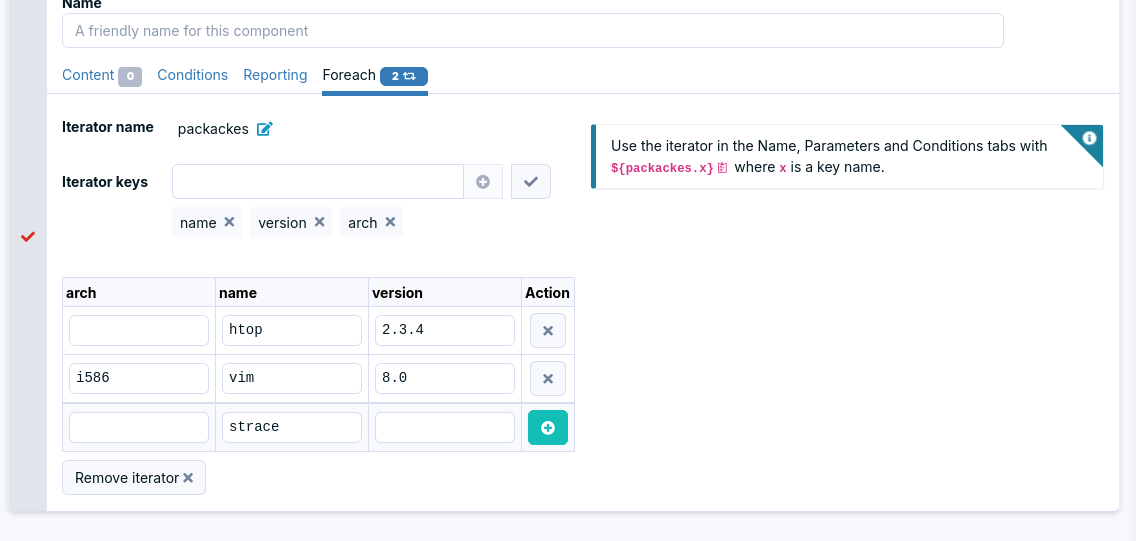 Name
A friendly name for this component
Content 0 Conditions Reporting Foreach 2
Iterator name packackes
Use the iterator in the Name, Parameters and Conditions tabs with
${packackes.x} where x is a key name.
Iterator keys
name version arch
arch name version Action
htop 2.3.4
i586 vim 8.0
strace
Remove iterator